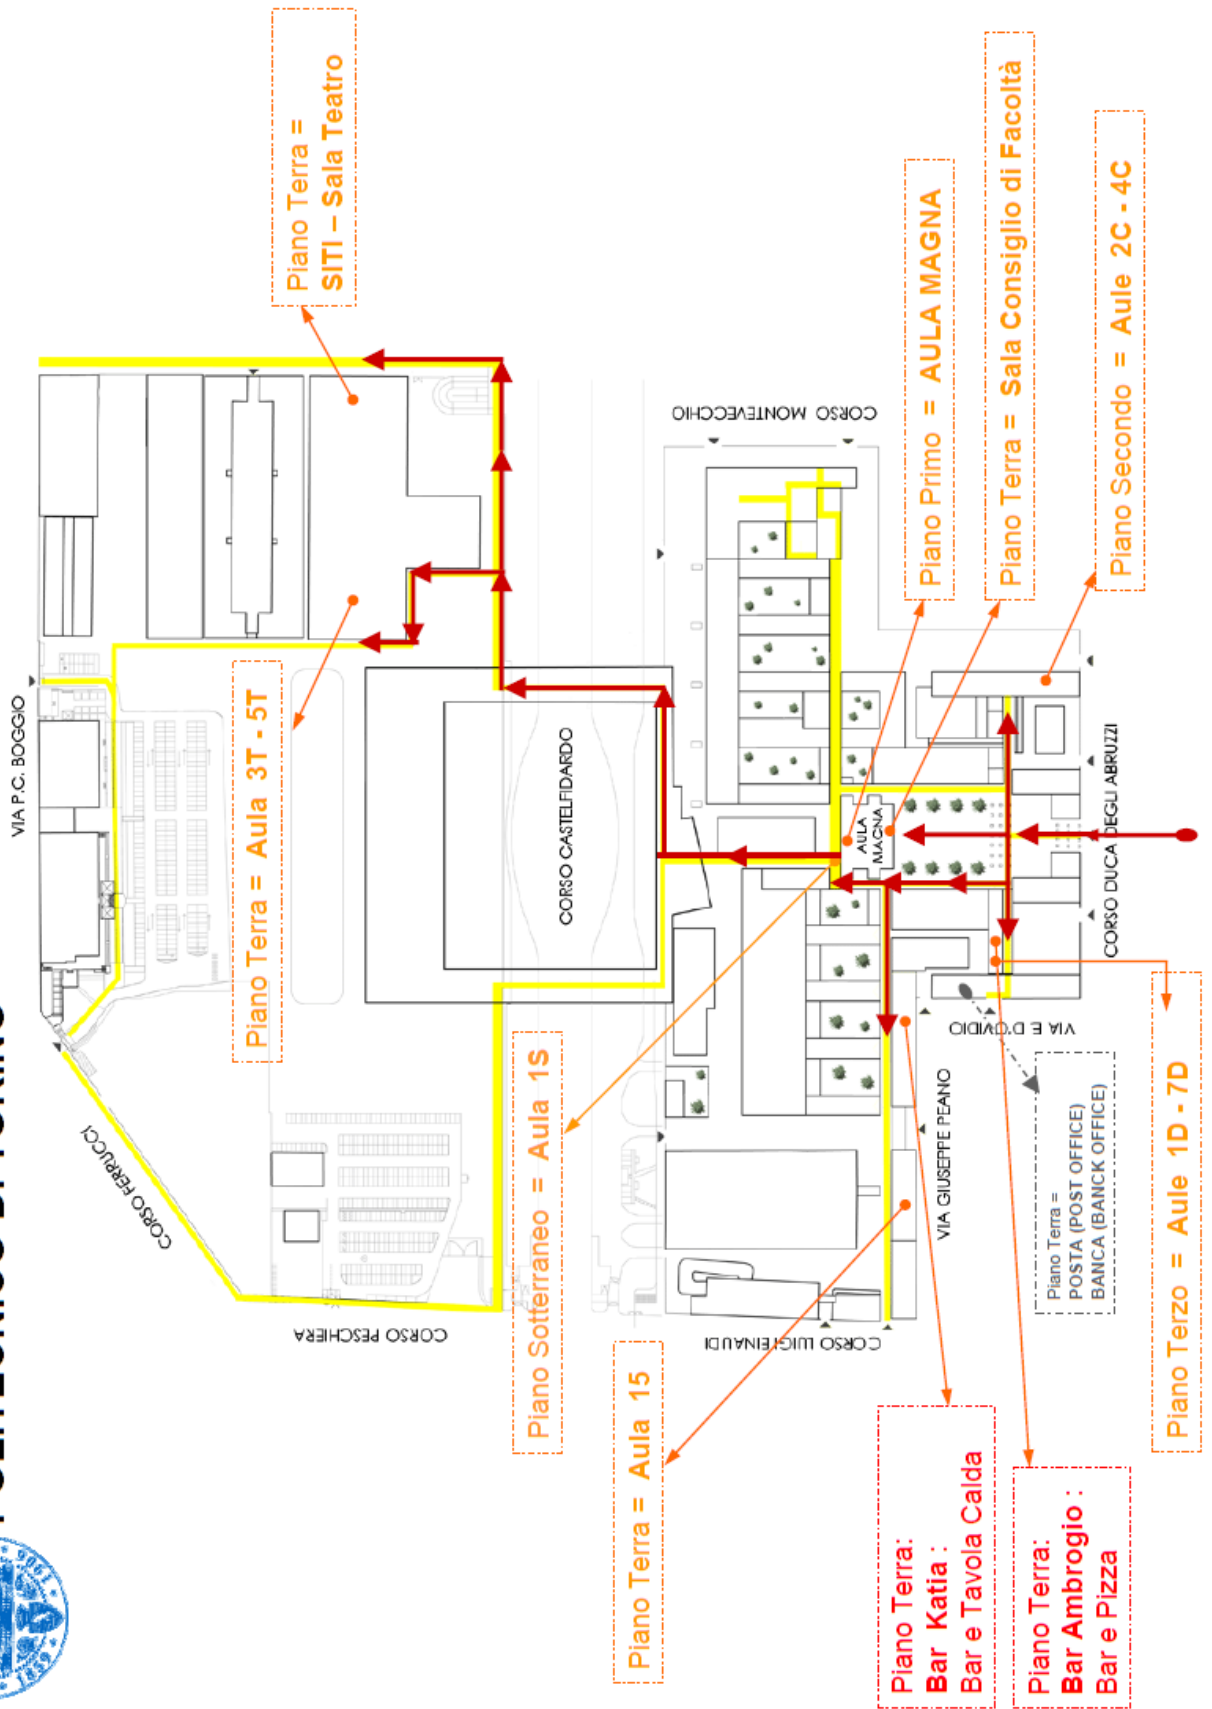 POLITECNICO DI TORINO
1859
1906
VIA P.C. BOGGIO
CORSO FERRUCCI
Piano Terra = Aula 3T - 5T
Piano Terra =
SITI – Sala Teatro
CORSO PESCHIERA
Piano Sotterraneo = Aula 1S
CORSO CASTELFIDARDO
Piano Terra = Aula 15
CORSO MONTEVECCHIO
CORSO LUIGI EINAUDI
AULA
MAGNA
Piano Primo = AULA MAGNA
Piano Terra:
Bar Katia :
Bar e Tavola Calda
VIA GIUSEPPE PEANO
VIA E D'OVIDIO
Piano Terra = Sala Consiglio di Facoltà
Piano Terra:
Bar Ambrogio :
Bar e Pizza
Piano Terra =
POSTA (POST OFFICE)
BANCA (BANCK OFFICE)
CORSO DUCA DEGLI ABRUZZI
Piano Secondo = Aule 2C - 4C
Piano Terzo = Aule 1D - 7D